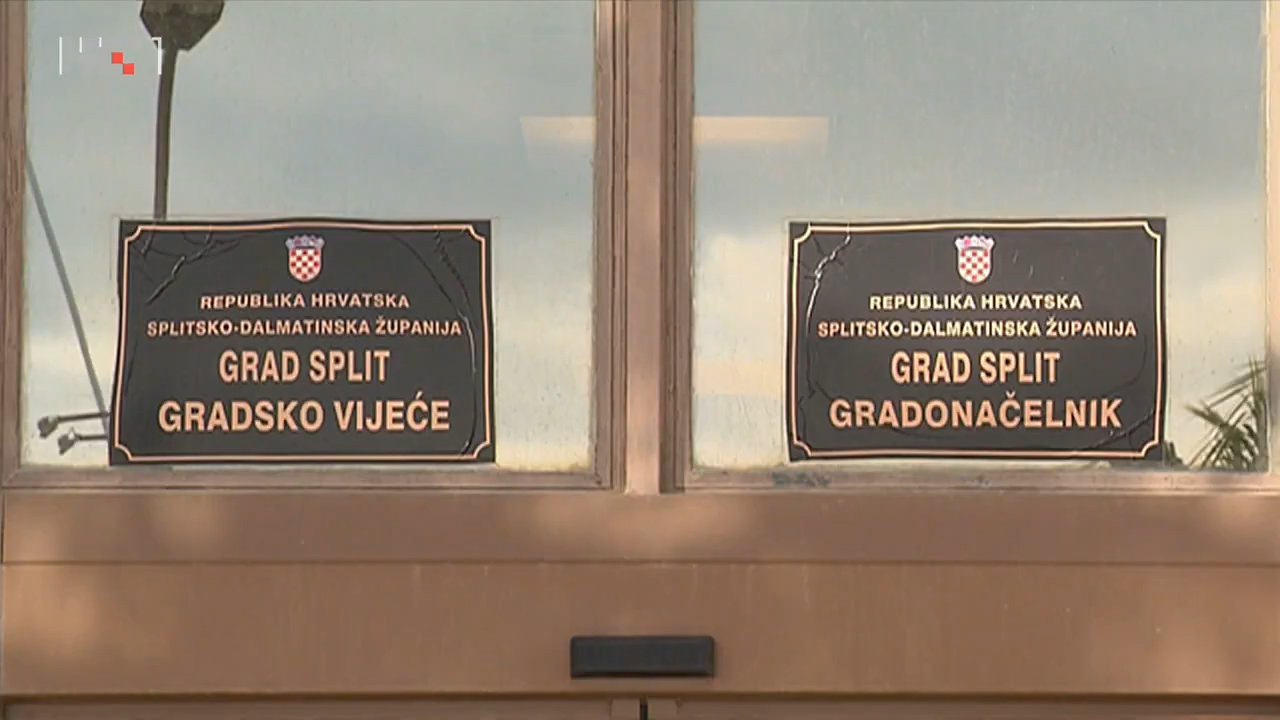 REPUBLIKA HRVATSKA
SPLITSKO-DALMATINSKA ŽUPANIJA
GRAD SPLIT
GRADSKO VIJEĆE
REPUBLIKA HRVATSKA
SPLITSKO-DALMATINSKA ŽUPANIJA
GRAD SPLIT
GRADONAČELNIK